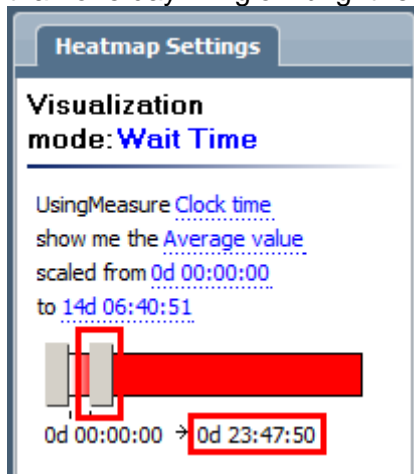 Heatmap Settings
Visualization
mode: Wait Time
UsingMeasure Clock time
show me the Average value
scaled from 0d 00:00:00
to 14d 06:40:51
0d 00:00:00 → 0d 23:47:50